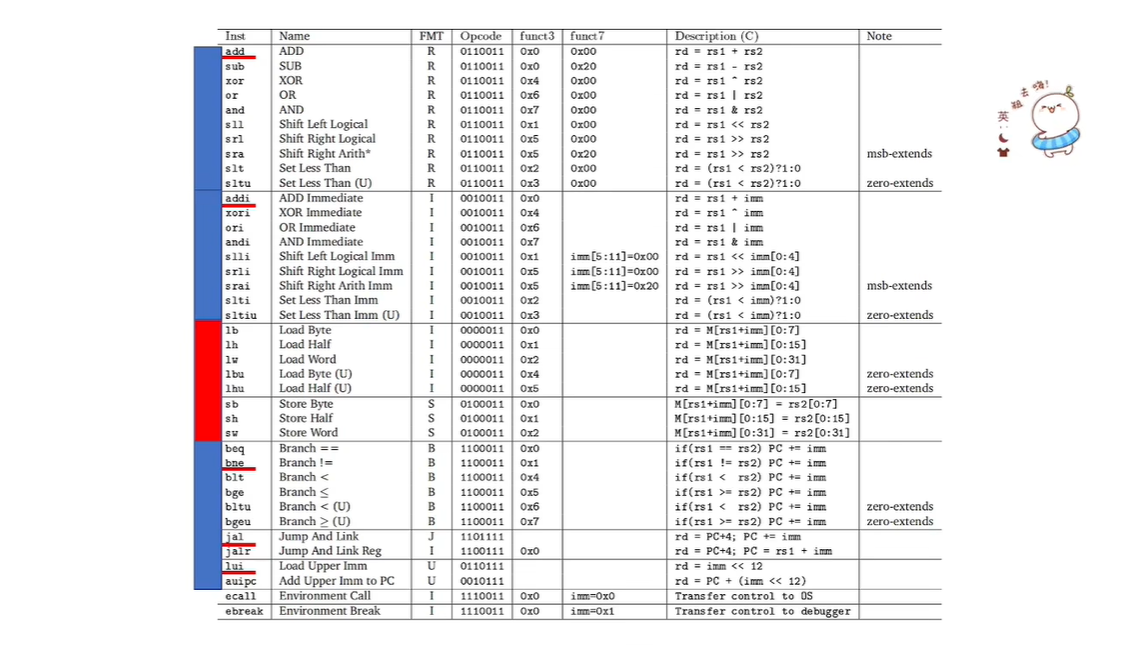 Inst Name FMT Opcode funct3 funct7 Description (C) Note
add ADD R 0110011 0x0 0x00 rd = rs1 + rs2
sub SUB R 0110011 0x0 0x20 rd = rs1 - rs2
xor XOR R 0110011 0x4 0x00 rd = rs1 ^ rs2
or OR R 0110011 0x6 0x00 rd = rs1 | rs2
and AND R 0110011 0x7 0x00 rd = rs1 & rs2
sll Shift Left Logical R 0110011 0x1 0x00 rd = rs1 << rs2
srl Shift Right Logical R 0110011 0x5 0x00 rd = rs1 >> rs2
sra Shift Right Arith* R 0110011 0x5 0x20 rd = rs1 >> rs2 msb-extends
slt Set Less Than R 0110011 0x2 0x00 rd = (rs1 < rs2)?1:0
sltu Set Less Than (U) R 0110011 0x3 0x00 rd = (rs1 < rs2)?1:0 zero-extends
addi ADD Immediate I 0010011 0x0 rd = rs1 + imm
xori XOR Immediate I 0010011 0x4 rd = rs1 ^ imm
ori OR Immediate I 0010011 0x6 rd = rs1 | imm
andi AND Immediate I 0010011 0x7 rd = rs1 & imm
slli Shift Left Logical Imm I 0010011 0x1 imm[5:11]=0x00 rd = rs1 << imm[0:4]
srli Shift Right Logical Imm I 0010011 0x5 imm[5:11]=0x00 rd = rs1 >> imm[0:4]
srai Shift Right Arith Imm I 0010011 0x5 imm[5:11]=0x20 rd = rs1 >> imm[0:4] msb-extends
slti Set Less Than Imm I 0010011 0x2 rd = (rs1 < imm)?1:0
sltiu Set Less Than Imm (U) I 0010011 0x3 rd = (rs1 < imm)?1:0 zero-extends
lb Load Byte I 0000011 0x0 rd = M[rs1+imm][0:7]
lh Load Half I 0000011 0x1 rd = M[rs1+imm][0:15]
lw Load Word I 0000011 0x2 rd = M[rs1+imm][0:31]
lbu Load Byte (U) I 0000011 0x4 rd = M[rs1+imm][0:7] zero-extends
lhu Load Half (U) I 0000011 0x5 rd = M[rs1+imm][0:15] zero-extends
sb Store Byte S 0100011 0x0 M[rs1+imm][0:7] = rs2[0:7]
sh Store Half S 0100011 0x1 M[rs1+imm][0:15] = rs2[0:15]
sw Store Word S 0100011 0x2 M[rs1+imm][0:31] = rs2[0:31]
beq Branch == B 1100011 0x0 if(rs1 == rs2) PC += imm
bne Branch != B 1100011 0x1 if(rs1 != rs2) PC += imm
blt Branch < B 1100011 0x4 if(rs1 < rs2) PC += imm
bge Branch ≤ B 1100011 0x5 if(rs1 >= rs2) PC += imm
bltu Branch < (U) B 1100011 0x6 if(rs1 < rs2) PC += imm zero-extends
bgeu Branch ≥ (U) B 1100011 0x7 if(rs1 >= rs2) PC += imm zero-extends
jal Jump And Link J 1101111 rd = PC+4; PC += imm
jalr Jump And Link Reg I 1100111 0x0 rd = PC+4; PC = rs1 + imm
lui Load Upper Imm U 0110111 rd = imm << 12
auipc Add Upper Imm to PC U 0010111 rd = PC + (imm << 12)
ecall Environment Call I 1110011 0x0 imm=0x0 Transfer control to OS
ebreak Environment Break I 1110011 0x0 imm=0x1 Transfer control to debugger
英
祖去嗨!